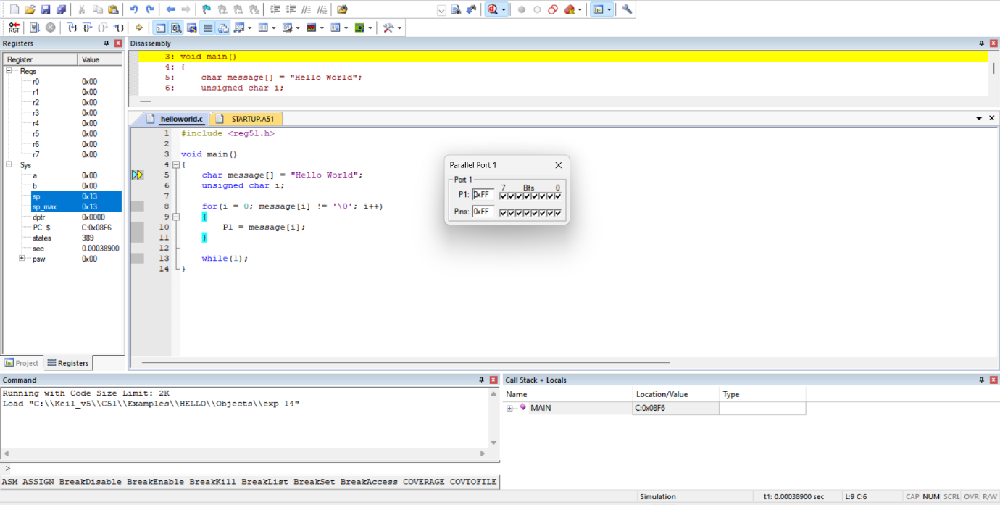 RST
Registers
Register Value
Regs
r0 0x00
r1 0x00
r2 0x00
r3 0x00
r4 0x00
r5 0x00
r6 0x00
r7 0x00
Sys
a 0x00
b 0x00
sp 0x13
sp_max 0x13
dptr 0x0000
PC $ C:0x08F6
states 389
sec 0.00038900
psw 0x00
Project Registers
Disassembly
3: void main()
4: {
5: char message[] = "Hello World";
6: unsigned char i;
helloworld.c STARTUP.A51
1 #include <reg51.h>
2
3 void main()
4 {
5 char message[] = "Hello World";
6 unsigned char i;
7
8 for(i = 0; message[i] != '\0'; i++)
9 {
10 P1 = message[i];
11 }
12
13 while(1);
14 }
Parallel Port 1
Port 1
7 Bits 0
P1: 0xFF
Pins: 0xFF
Command
Running with Code Size Limit: 2K
Load "C:\\Keil_v5\\C51\\Examples\\HELLO\\Objects\\exp 14"
>
ASM ASSIGN BreakDisable BreakEnable BreakKill BreakList BreakSet BreakAccess COVERAGE COVTOFILE
Call Stack + Locals
Name Location/Value Type
MAIN C:0x08F6
Simulation t1: 0.00038900 sec L:9 C:6 CAP NUM SCRL OVR R/W